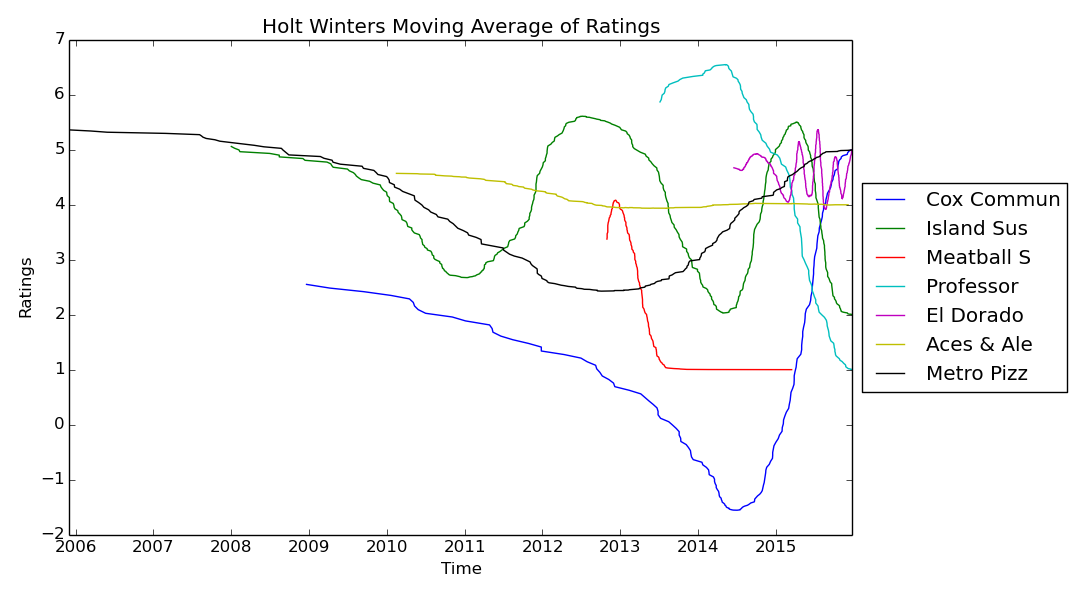 Holt Winters Moving Average of Ratings
7
6
5
4
3
2
1
0
−1
−2
Ratings
2006 2007 2008 2009 2010 2011 2012 2013 2014 2015
Time
Cox Commun
Island Sus
Meatball S
Professor
El Dorado
Aces & Ale
Metro Pizz